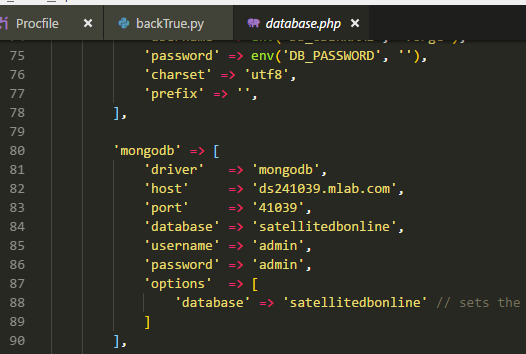 Procfile
backTrue.py
database.php
75 'password' => env('DB_PASSWORD', ''),
76 'charset' => 'utf8',
77 'prefix' => '',
78 ],
79
80 'mongodb' => [
81 'driver' => 'mongodb',
82 'host' => 'ds241039.mlab.com',
83 'port' => '41039',
84 'database' => 'satellitedbonline',
85 'username' => 'admin',
86 'password' => 'admin',
87 'options' => [
88 'database' => 'satellitedbonline' // sets the
89 ]
90 ],